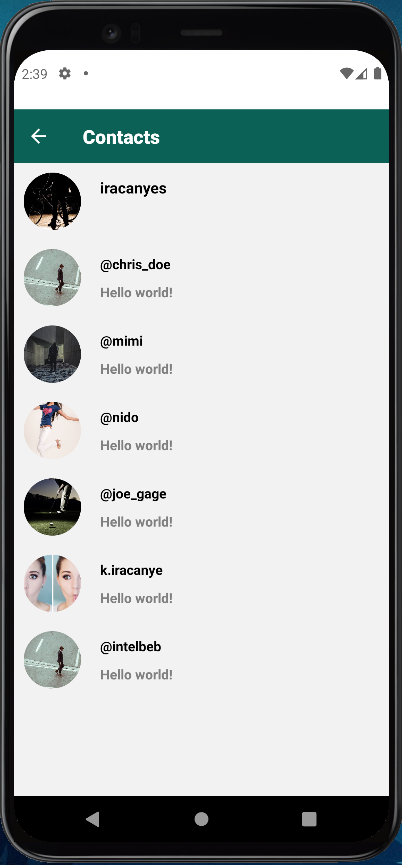 2:39
Contacts
iracanyes
@chris_doe
Hello world!
@mimi
Hello world!
@nido
Hello world!
@joe_gage
Hello world!
k.iracanye
Hello world!
@intelbeb
Hello world!